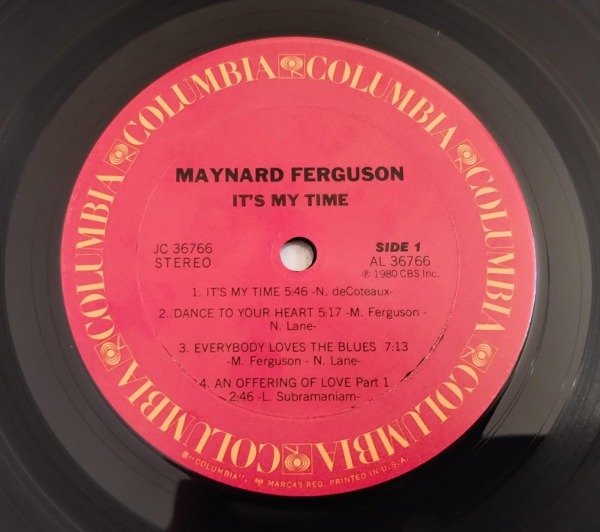 COLUMBIA COLUMBIA COLUMBIA COLUMBIA COLUMBIA COLUMBIA
MAYNARD FERGUSON
IT'S MY TIME
JC 36766
STEREO
SIDE 1
AL 36766
℗ 1980 CBS Inc.
1. IT'S MY TIME 5:46 -N. deCoteaux-
2. DANCE TO YOUR HEART 5:17 -M. Ferguson -
N. Lane-
3. EVERYBODY LOVES THE BLUES 7:13
-M. Ferguson - N. Lane-
4. AN OFFERING OF LOVE Part 1
2:46 -L. Subramaniam-
"COLUMBIA", MARCAS REG. PRINTED IN U.S.A.